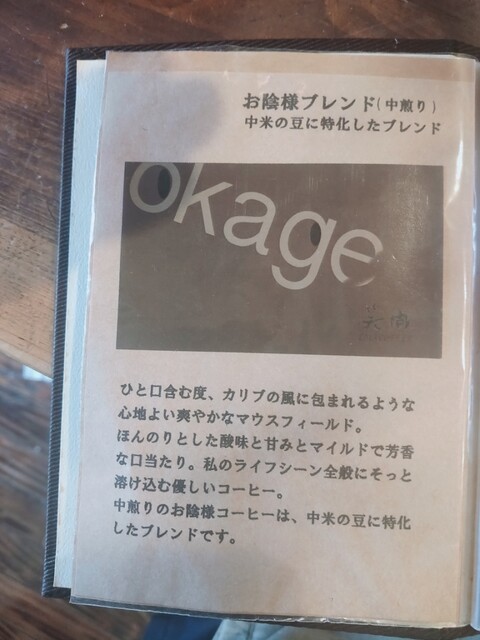 お陰様ブレンド(中煎り)
中米の豆に特化したブレンド
okage
ひと口含む度、カリブの風に包まれるような
心地よい爽やかなマウスフィールド。
ほんのりとした酸味と甘みとマイルドで芳香
な口当たり。私のライフシーン全般にそっと
溶け込む優しいコーヒー。
中煎りのお陰様コーヒーは、中米の豆に特化
したブレンドです。